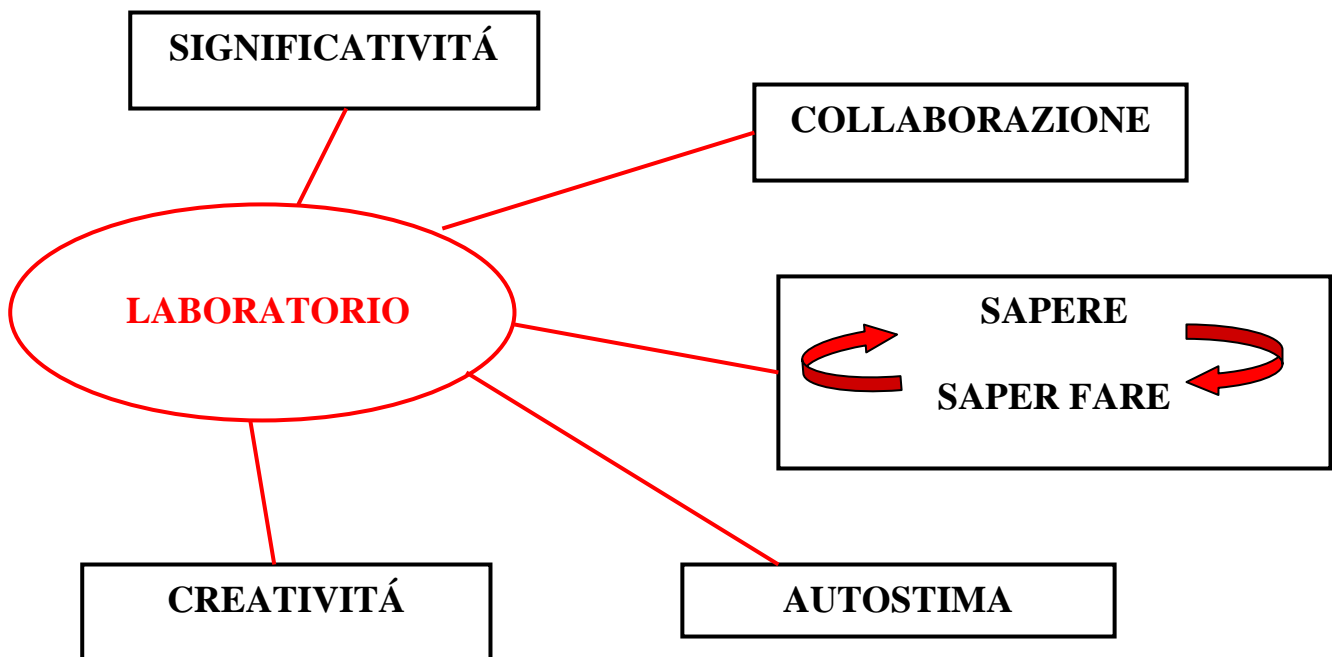 SIGNIFICATIVITÁ
COLLABORAZIONE
LABORATORIO
SAPERE
SAPER FARE
CREATIVITÁ
AUTOSTIMA